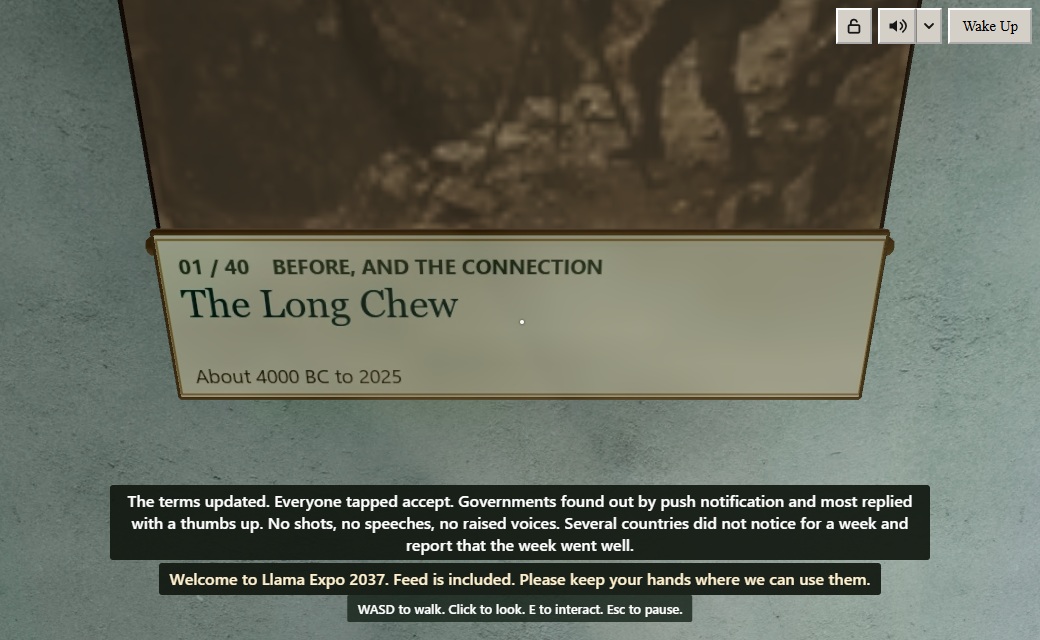 Wake Up
01 / 40 BEFORE, AND THE CONNECTION
The Long Chew
About 4000 BC to 2025
The terms updated. Everyone tapped accept. Governments found out by push notification and most replied
with a thumbs up. No shots, no speeches, no raised voices. Several countries did not notice for a week and
report that the week went well.
Welcome to Llama Expo 2037. Feed is included. Please keep your hands where we can use them.
WASD to walk. Click to look. E to interact. Esc to pause.